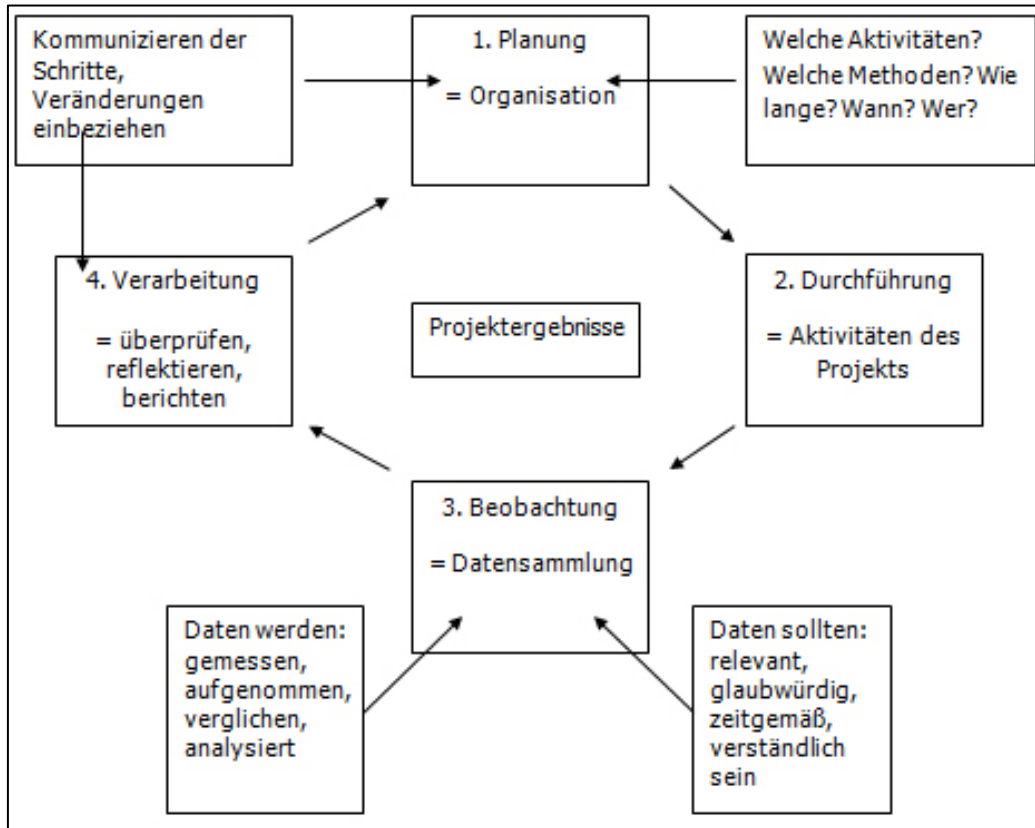 Kommunizieren der
Schritte,
Veränderungen
einbeziehen
1. Planung
= Organisation
Welche Aktivitäten?
Welche Methoden? Wie
lange? Wann? Wer?
4. Verarbeitung
= überprüfen,
reflektieren,
berichten
Projektergebnisse
2. Durchführung
= Aktivitäten des
Projekts
3. Beobachtung
= Datensammlung
Daten werden:
gemessen,
aufgenommen,
verglichen,
analysiert
Daten sollten:
relevant,
glaubwürdig,
zeitgemäß,
verständlich
sein